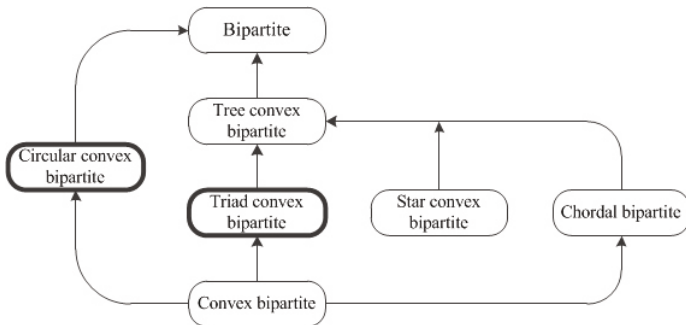 Bipartite
Tree convex
bipartite
Circular convex
bipartite
Triad convex
bipartite
Star convex
bipartite
Chordal bipartite
Convex bipartite